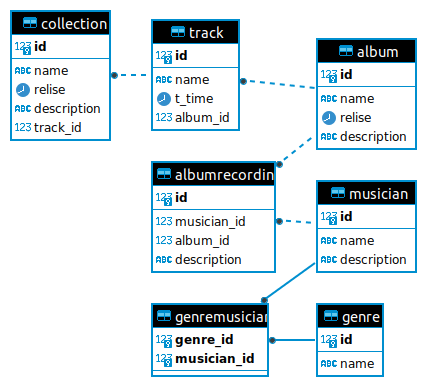 collection
123 id
ABC name
relise
ABC description
123 track_id
track
123 id
ABC name
t_time
123 album_id
album
123 id
ABC name
relise
ABC description
albumrecordin
123 id
123 musician_id
123 album_id
ABC description
musician
123 id
ABC name
ABC description
genremusician
123 genre_id
123 musician_id
genre
123 id
ABC name